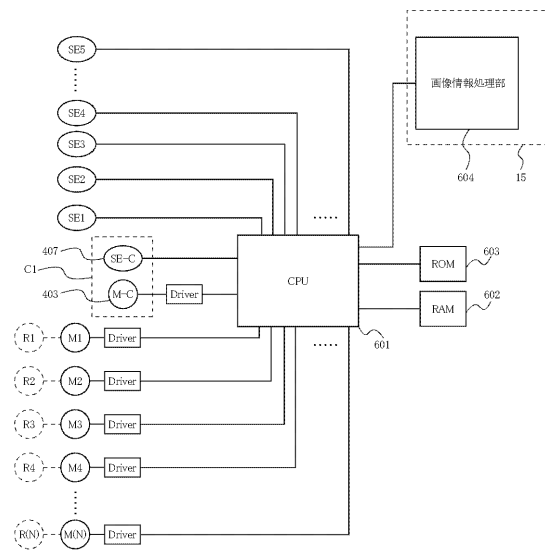 SE5
SE4
SE3
SE2
SE1
画像情報処理部
604
15
407
C1
403
SE-C
M-C
Driver
CPU
601
ROM
603
RAM
602
R1
M1
Driver
R2
M2
Driver
R3
M3
Driver
R4
M4
Driver
R(N)
M(N)
Driver